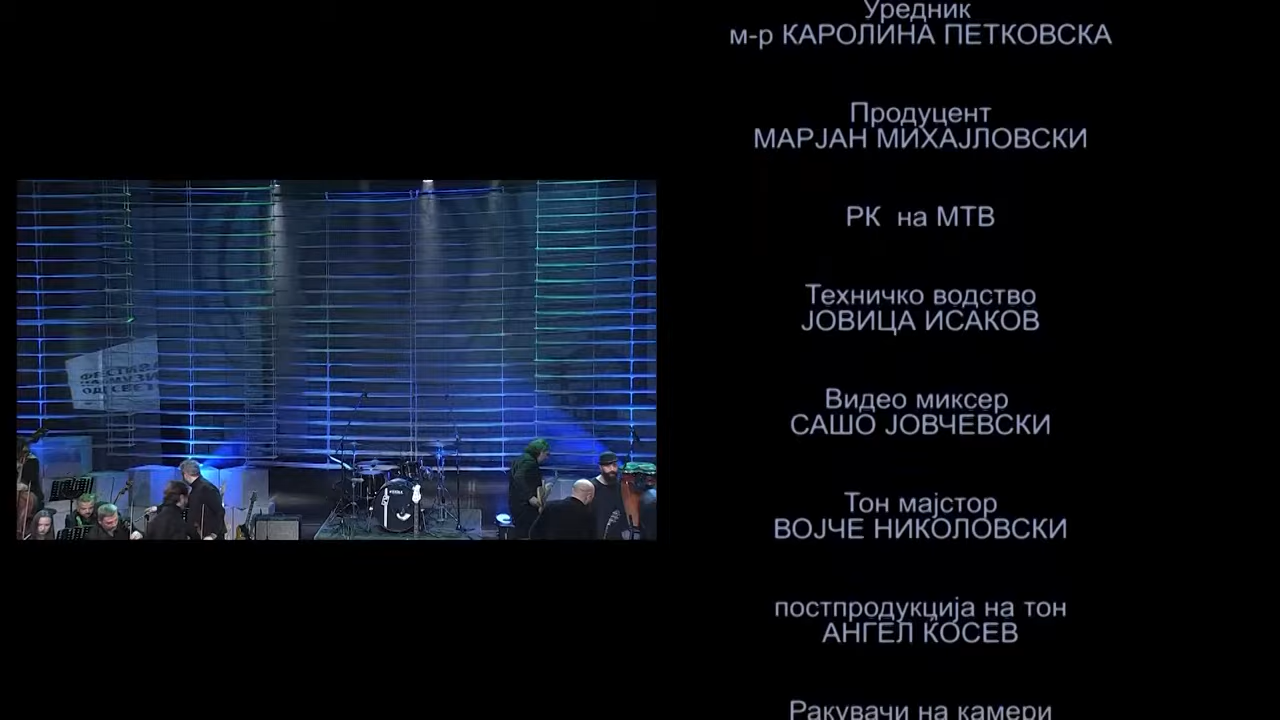 Уредник
м-р КАРОЛИНА ПЕТКОВСКА
Продуцент
МАРЈАН МИХАЈЛОВСКИ
РК на МТВ
Техничко водство
ЈОВИЦА ИСАКОВ
Видео миксер
САШО ЈОВЧЕВСКИ
Тон мајстор
ВОЈЧЕ НИКОЛОВСКИ
постпродукција на тон
АНГЕЛ ЌОСЕВ
Ракувачи на камери